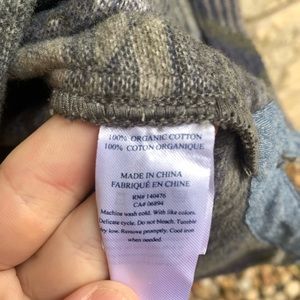 100% ORGANIC COTTON
100% COTON ORGANIQUE
MADE IN CHINA
FABRIQUÉ EN CHINE
RN# 140476
CA# 06894
Machine wash cold. With like colors.
Delicate cycle. Do not bleach. Tumble
dry low. Remove promptly. Cool iron
when needed.